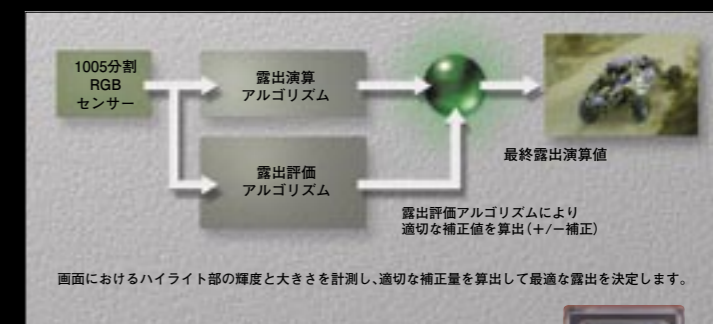 1005分割
RGB
センサー
露出演算
アルゴリズム
露出評価
アルゴリズム
最終露出演算値
露出評価アルゴリズムにより
適切な補正値を算出(+/−補正)
画面におけるハイライト部の輝度と大きさを計測し、適切な補正量を算出して最適な露出を決定します。